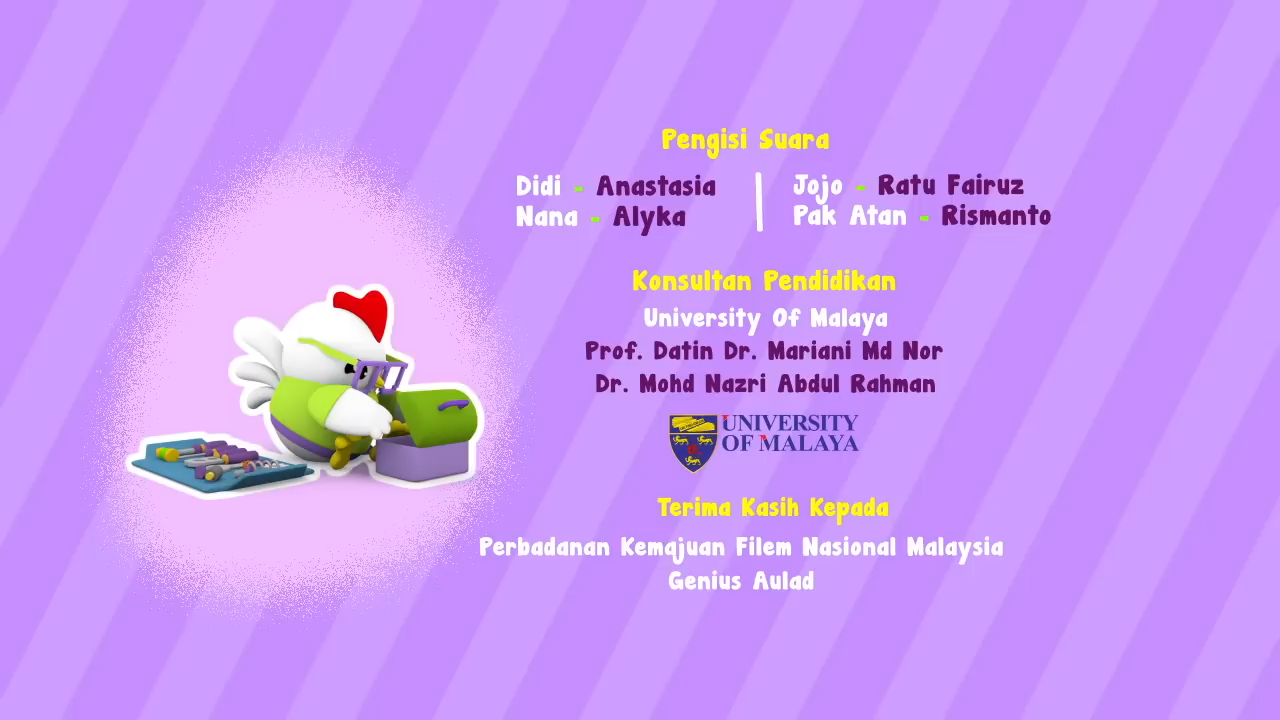 Pengisi Suara
Didi - Anastasia
Nana - Alyka
Jojo - Ratu Fairuz
Pak Atan - Rismanto
Konsultan Pendidikan
University Of Malaya
Prof. Datin Dr. Mariani Md Nor
Dr. Mohd Nazri Abdul Rahman
UNIVERSITY
OF MALAYA
Terima Kasih Kepada
Perbadanan Kemajuan Filem Nasional Malaysia
Genius Aulad